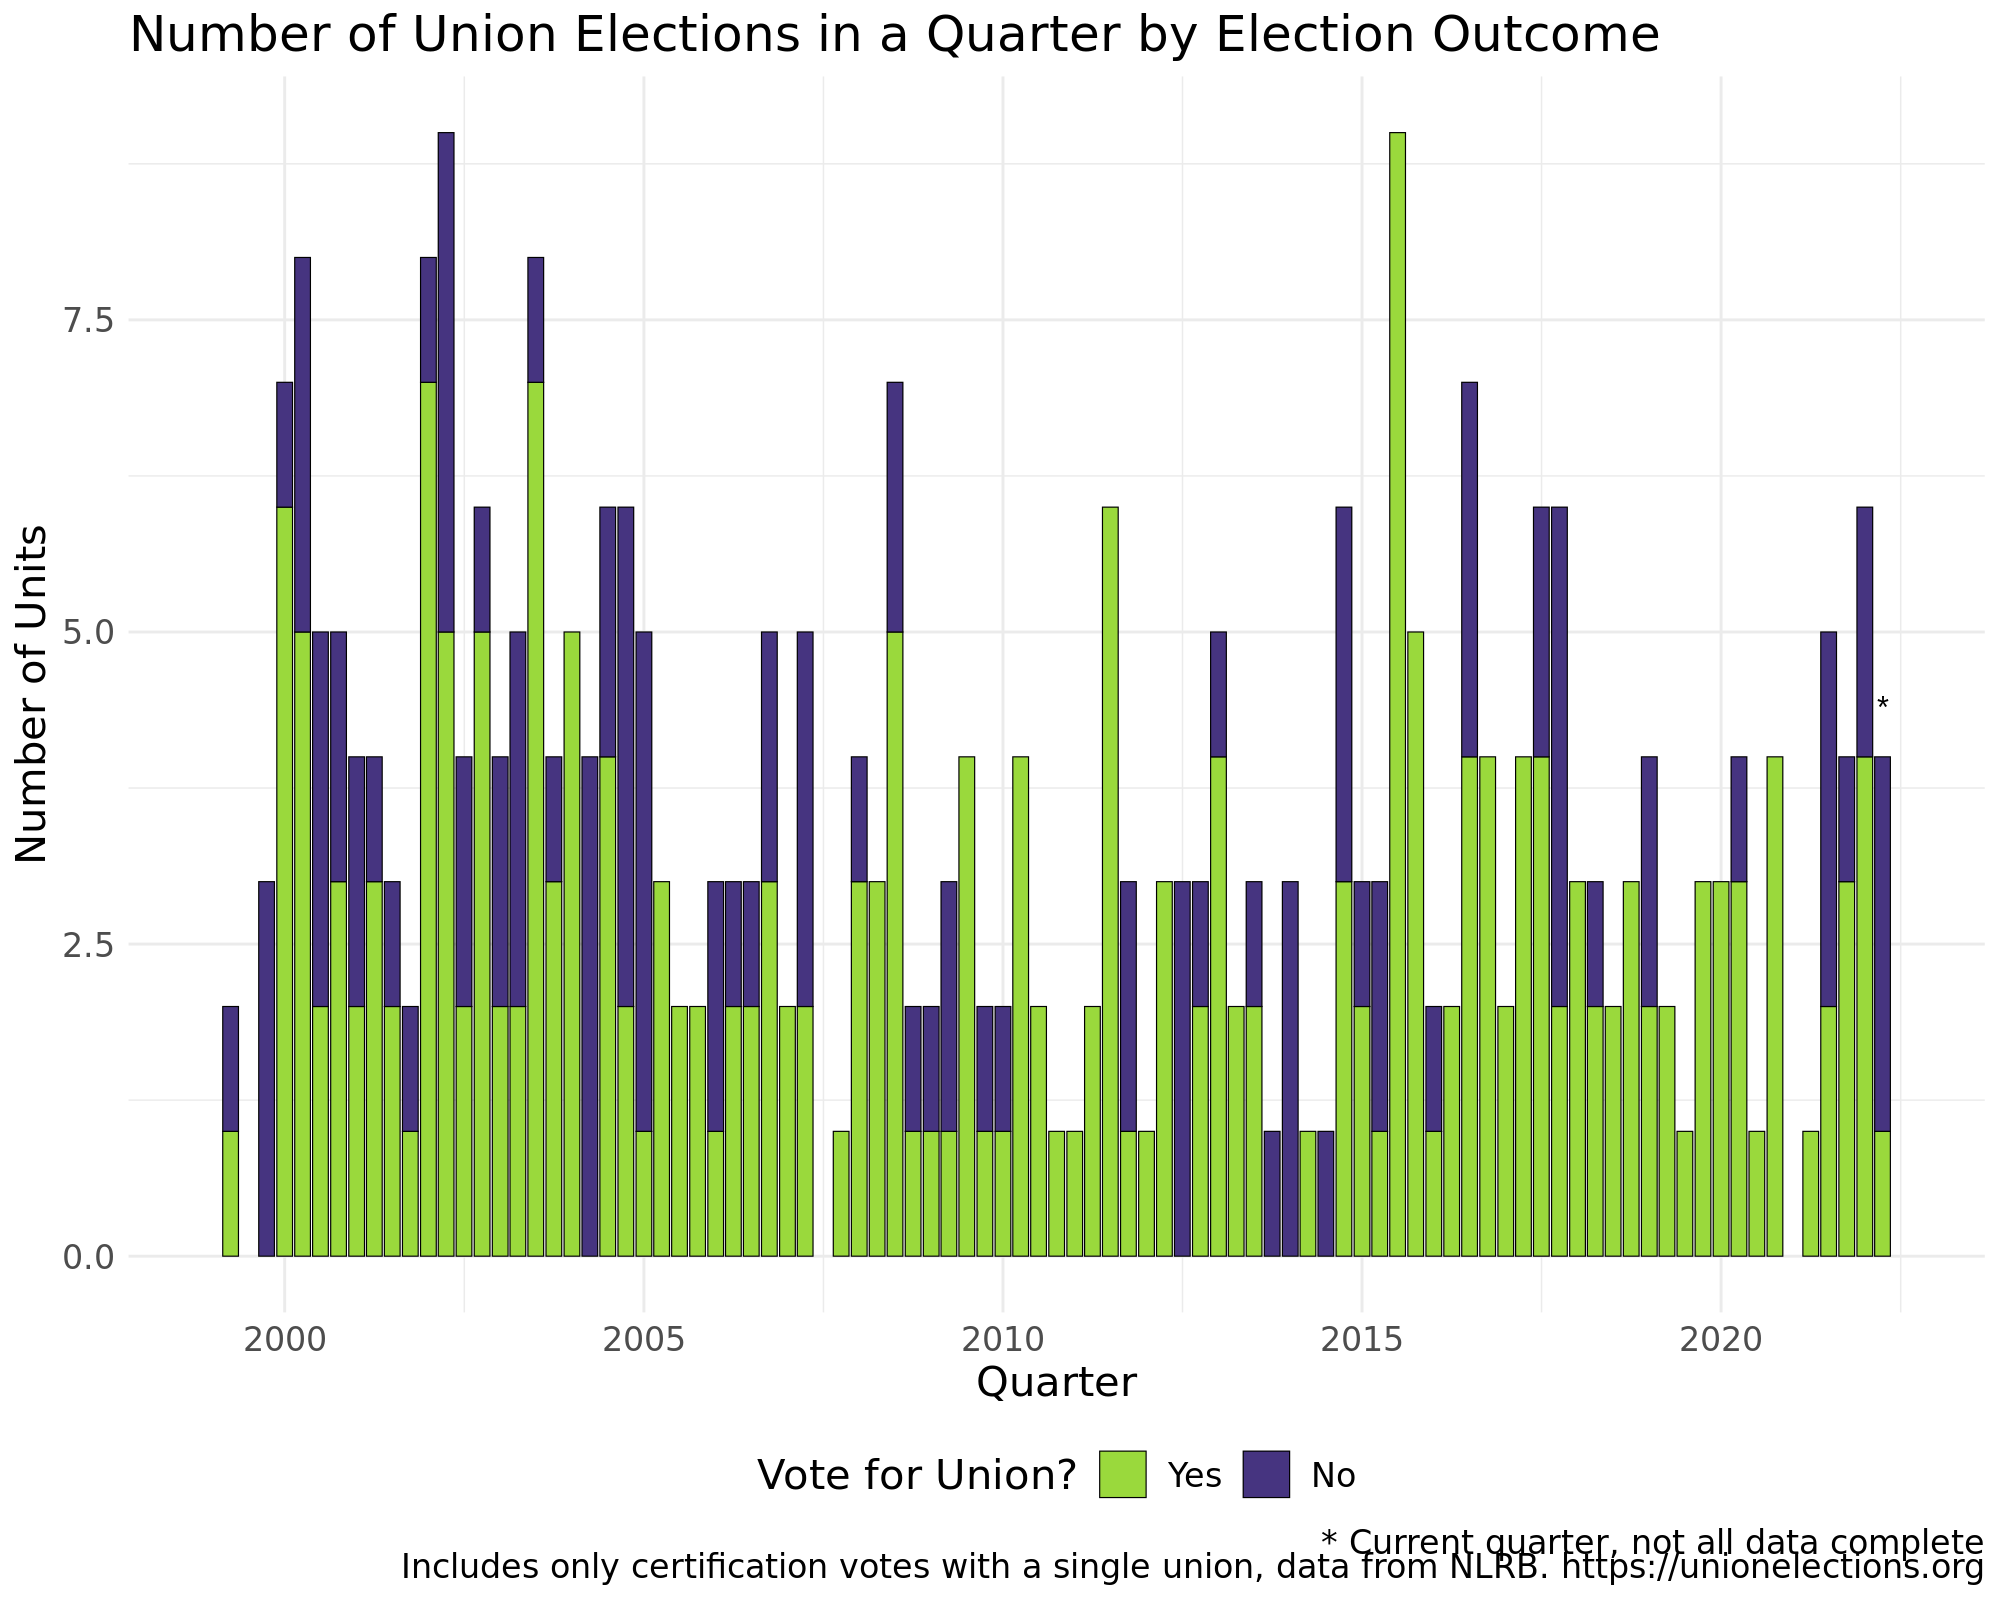 Number of Union Elections in a Quarter by Election Outcome
Number of Units
7.5
5.0
2.5
0.0
*
2000 2005 2010 2015 2020
Quarter
Vote for Union? Yes No
* Current quarter, not all data complete
Includes only certification votes with a single union, data from NLRB. https://unionelections.org